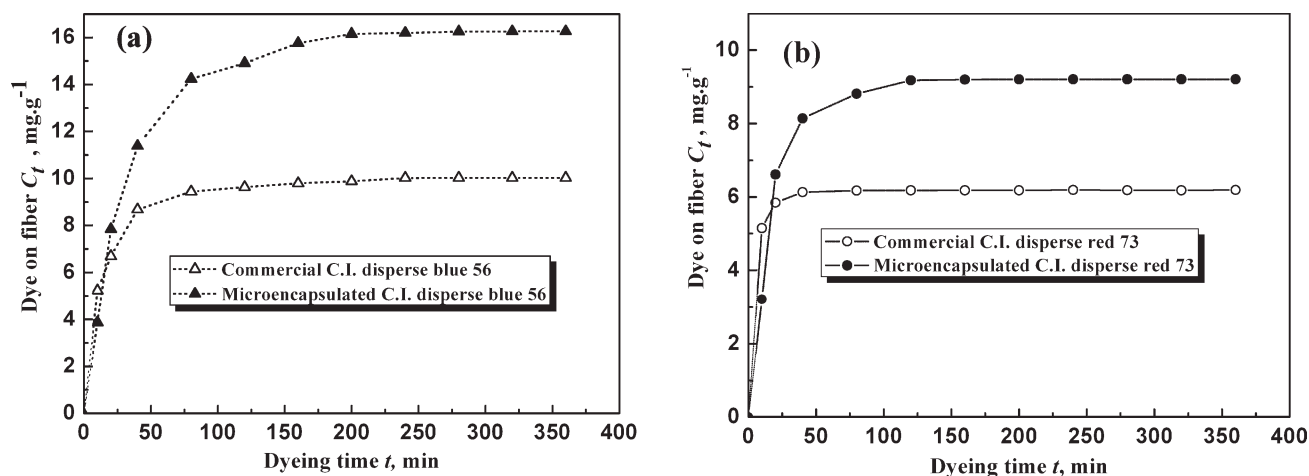 (a)
Dye on fiber Cₜ , mg.g⁻¹
16
14
12
10
8
6
4
2
0
Commercial C.I. disperse blue 56
Microencapsulated C.I. disperse blue 56
0 50 100 150 200 250 300 350 400
Dyeing time t, min
(b)
Dye on fiber Cₜ , mg.g⁻¹
10
8
6
4
2
0
Commercial C.I. disperse red 73
Microencapsulated C.I. disperse red 73
0 50 100 150 200 250 300 350 400
Dyeing time t, min